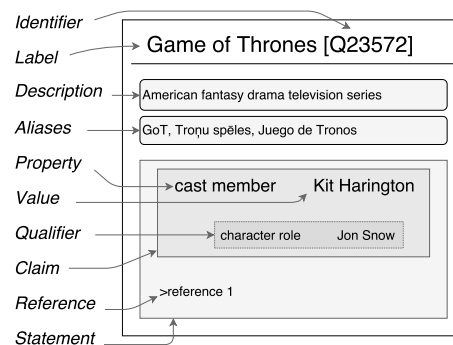 Identifier
Label
Game of Thrones [Q23572]
Description
American fantasy drama television series
Aliases
GoT, Troņu spēles, Juego de Tronos
Property
cast member Kit Harington
Value
Qualifier
character role Jon Snow
Claim
Reference
>reference 1
Statement